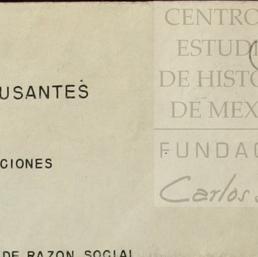 CENTRO
ESTUDI
DE HISTO
DE MEX
FUNDAC
Carlos
USANTES
CIONES
DE RAZON SOCIAL